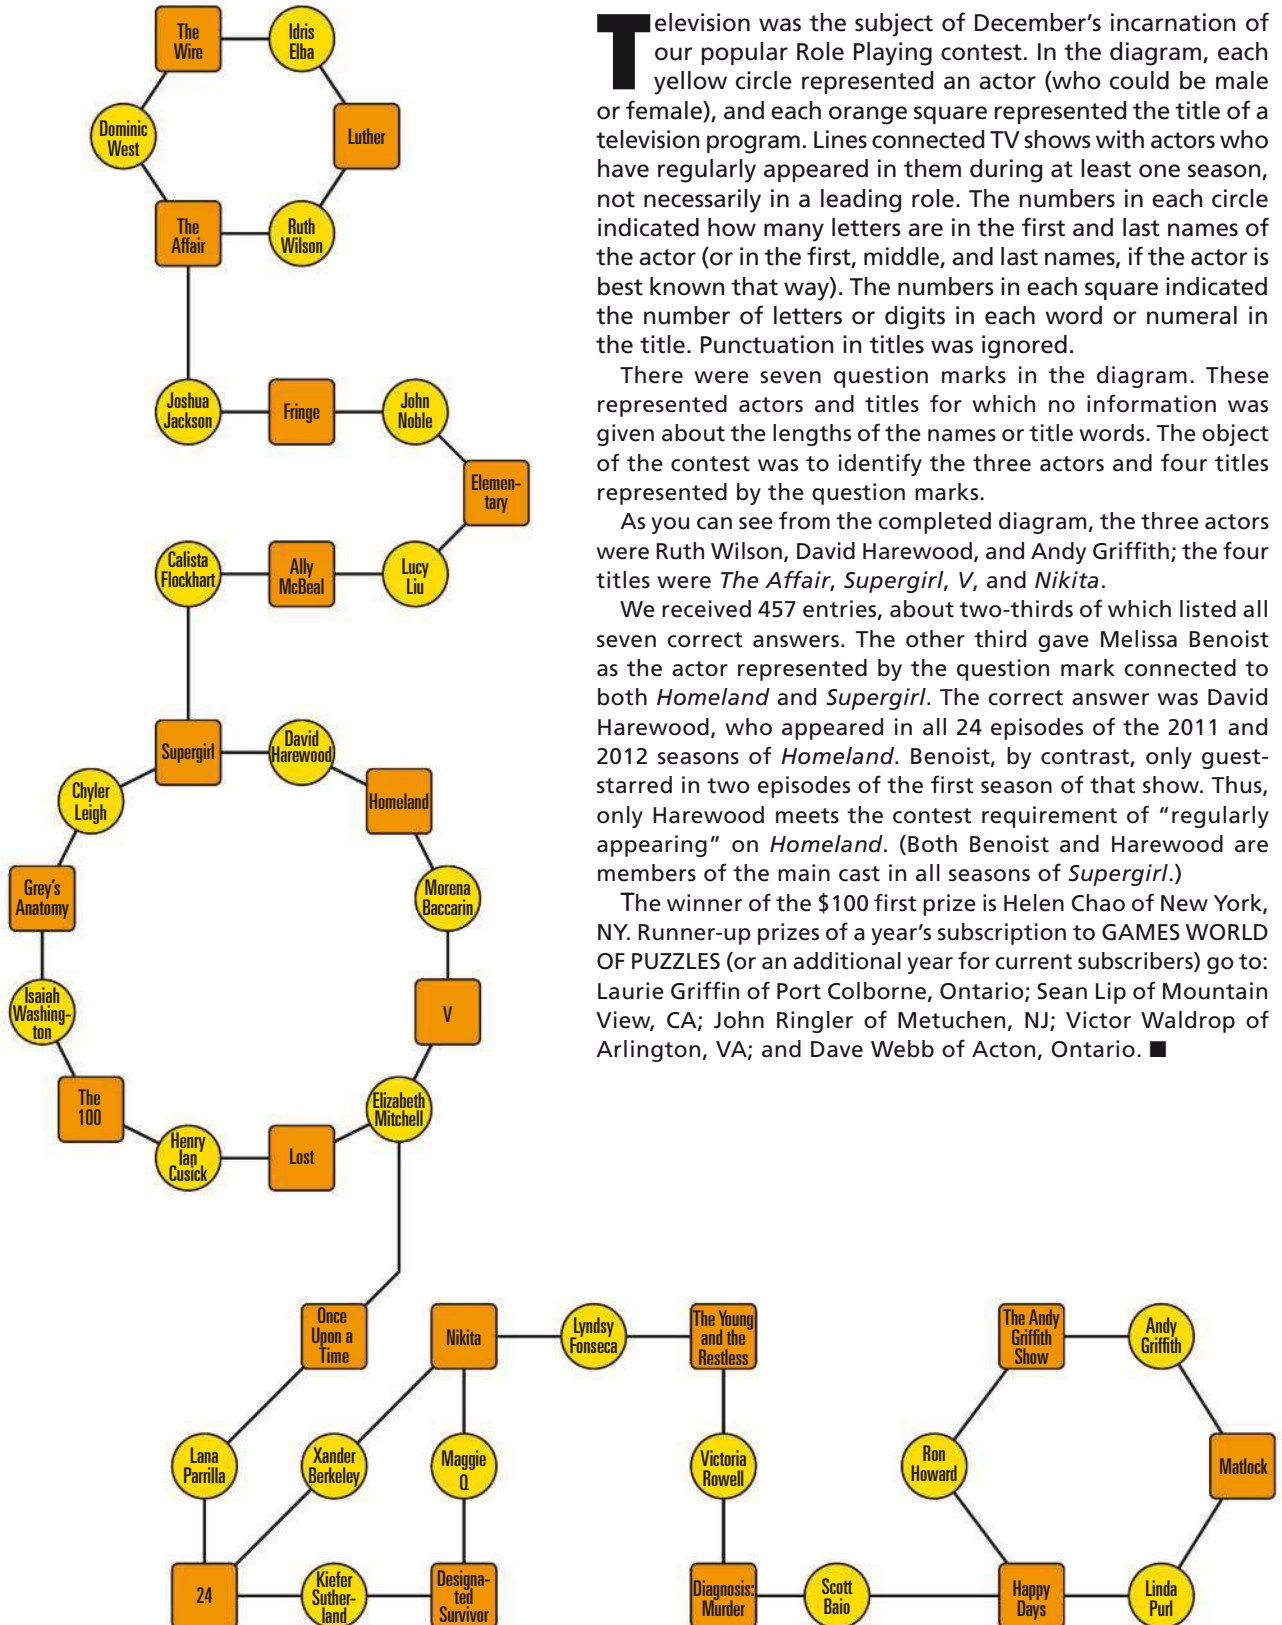 The
Wire
Idris
Elba
Dominic
West
Luther
The
Affair
Ruth
Wilson
Joshua
Jackson
Fringe
John
Noble
Elemen-
tary
Calista
Flockhart
Ally
McBeal
Lucy
Liu
Supergirl
David
Harewood
Chyler
Leigh
Homeland
Grey's
Anatomy
Morena
Baccarin
Isaiah
Washing-
ton
V
The
100
Elizabeth
Mitchell
Henry
Ian
Cusick
Lost
Once
Upon a
Time
Nikita
Lyndsy
Fonseca
The Young
and the
Restless
The Andy
Griffith
Show
Andy
Griffith
Lana
Parrilla
Xander
Berkeley
Maggie
Q
Victoria
Rowell
Ron
Howard
Matlock
24
Kiefer
Suther-
land
Designa-
ted
Survivor
Diagnosis:
Murder
Scott
Baio
Happy
Days
Linda
Purl
Television was the subject of December’s incarnation of
our popular Role Playing contest. In the diagram, each
yellow circle represented an actor (who could be male
or female), and each orange square represented the title of a
television program. Lines connected TV shows with actors who
have regularly appeared in them during at least one season,
not necessarily in a leading role. The numbers in each circle
indicated how many letters are in the first and last names of
the actor (or in the first, middle, and last names, if the actor is
best known that way). The numbers in each square indicated
the number of letters or digits in each word or numeral in
the title. Punctuation in titles was ignored.
There were seven question marks in the diagram. These
represented actors and titles for which no information was
given about the lengths of the names or title words. The object
of the contest was to identify the three actors and four titles
represented by the question marks.
As you can see from the completed diagram, the three actors
were Ruth Wilson, David Harewood, and Andy Griffith; the four
titles were The Affair, Supergirl, V, and Nikita.
We received 457 entries, about two-thirds of which listed all
seven correct answers. The other third gave Melissa Benoist
as the actor represented by the question mark connected to
both Homeland and Supergirl. The correct answer was David
Harewood, who appeared in all 24 episodes of the 2011 and
2012 seasons of Homeland. Benoist, by contrast, only guest-
starred in two episodes of the first season of that show. Thus,
only Harewood meets the contest requirement of “regularly
appearing” on Homeland. (Both Benoist and Harewood are
members of the main cast in all seasons of Supergirl.)
The winner of the $100 first prize is Helen Chao of New York,
NY. Runner-up prizes of a year’s subscription to GAMES WORLD
OF PUZZLES (or an additional year for current subscribers) go to:
Laurie Griffin of Port Colborne, Ontario; Sean Lip of Mountain
View, CA; John Ringler of Metuchen, NJ; Victor Waldrop of
Arlington, VA; and Dave Webb of Acton, Ontario. ■